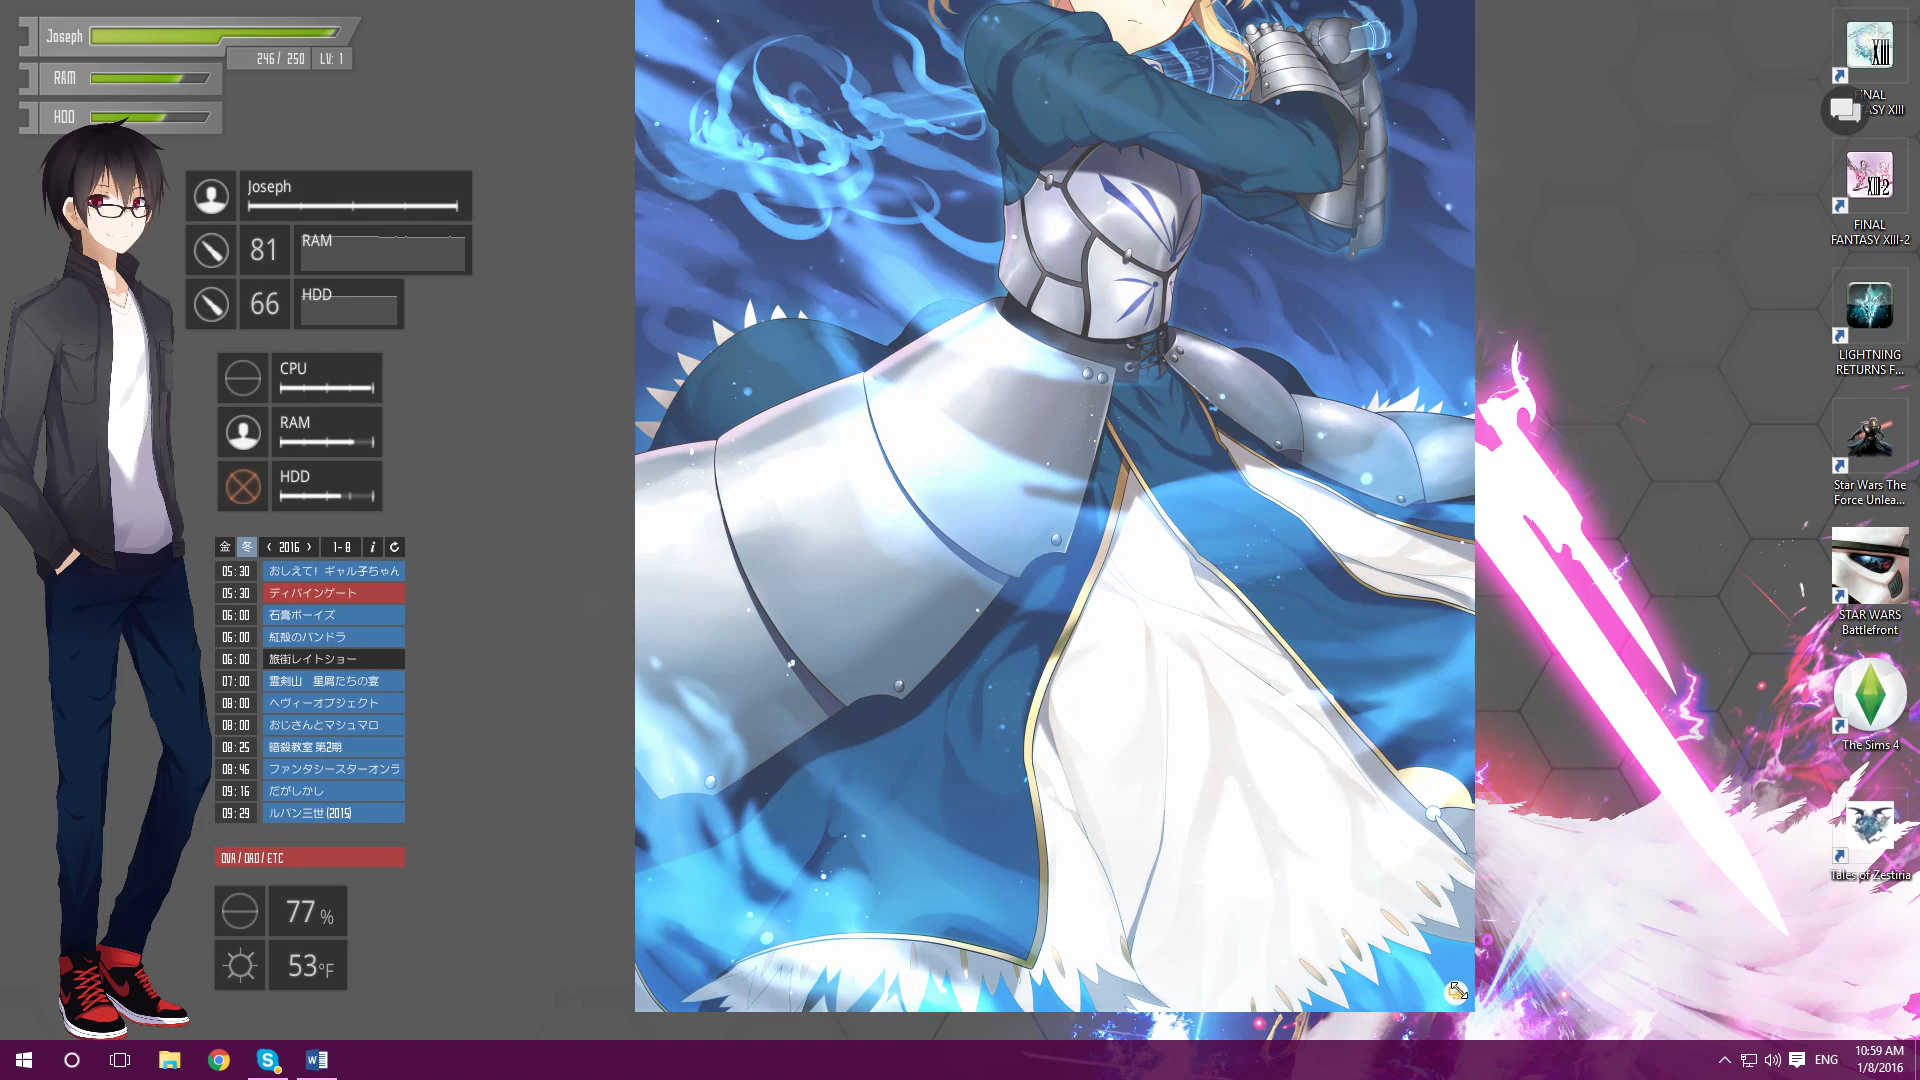 Joseph
246/ 250
LV: 1
RAM
HDD
Joseph
81
RAM
66
HDD
CPU
RAM
HDD
金 冬 ‹ 2016 › 1-8 i
05:30 おしえて! ギャル子ちゃん
05:30 ディバインゲート
06:00 石膏ボーイズ
06:00 紅殻のパンドラ
06:00 旅街レイトショー
07:00 霊剣山 星屑たちの宴
08:00 ヘヴィーオブジェクト
08:00 おじさんとマシュマロ
08:25 暗殺教室 第2期
08:46 ファンタシースターオンラ
09:16 だがしかし
09:29 ルパン三世 (2015)
OVA / OAD / ETC
77 %
53°F
XIII
FINAL
FANTASY XIII
XIII-2
FINAL
FANTASY XIII-2
LIGHTNING
RETURNS F...
Star Wars The
Force Unlea...
STAR WARS
Battlefront
The Sims 4
Tales of Zestiria
S
W
ENG
10:59 AM
1/8/2016